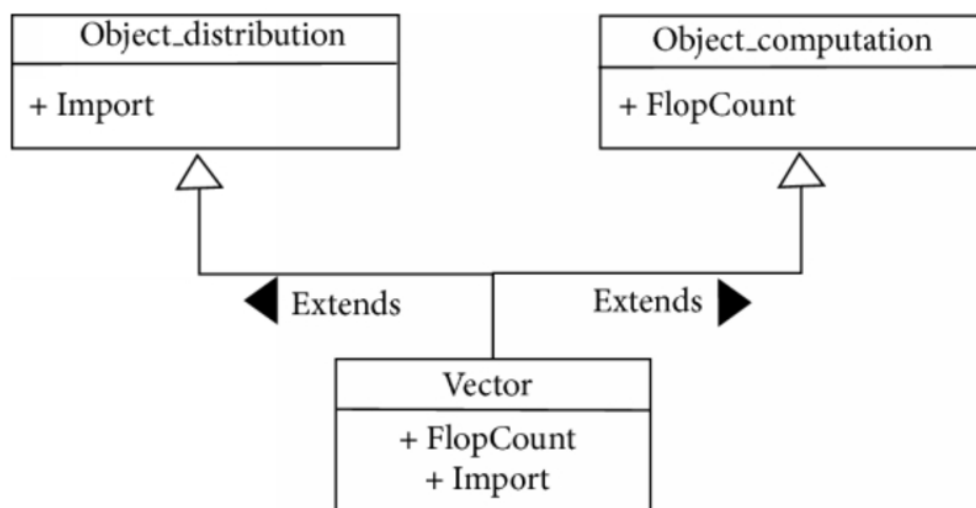 Object_distribution
+ Import
Object_computation
+ FlopCount
Extends
Extends
Vector
+ FlopCount
+ Import